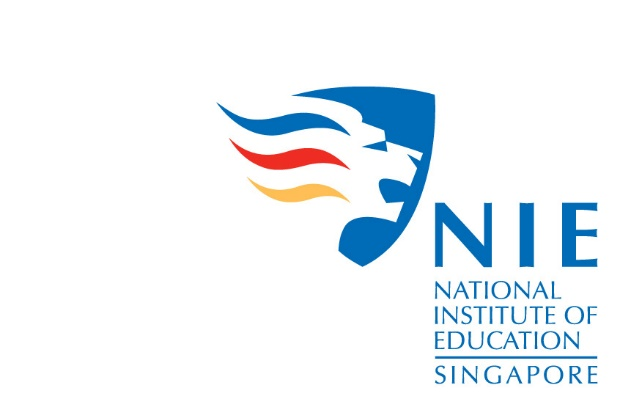 NIE
NATIONAL
INSTITUTE OF
EDUCATION
SINGAPORE